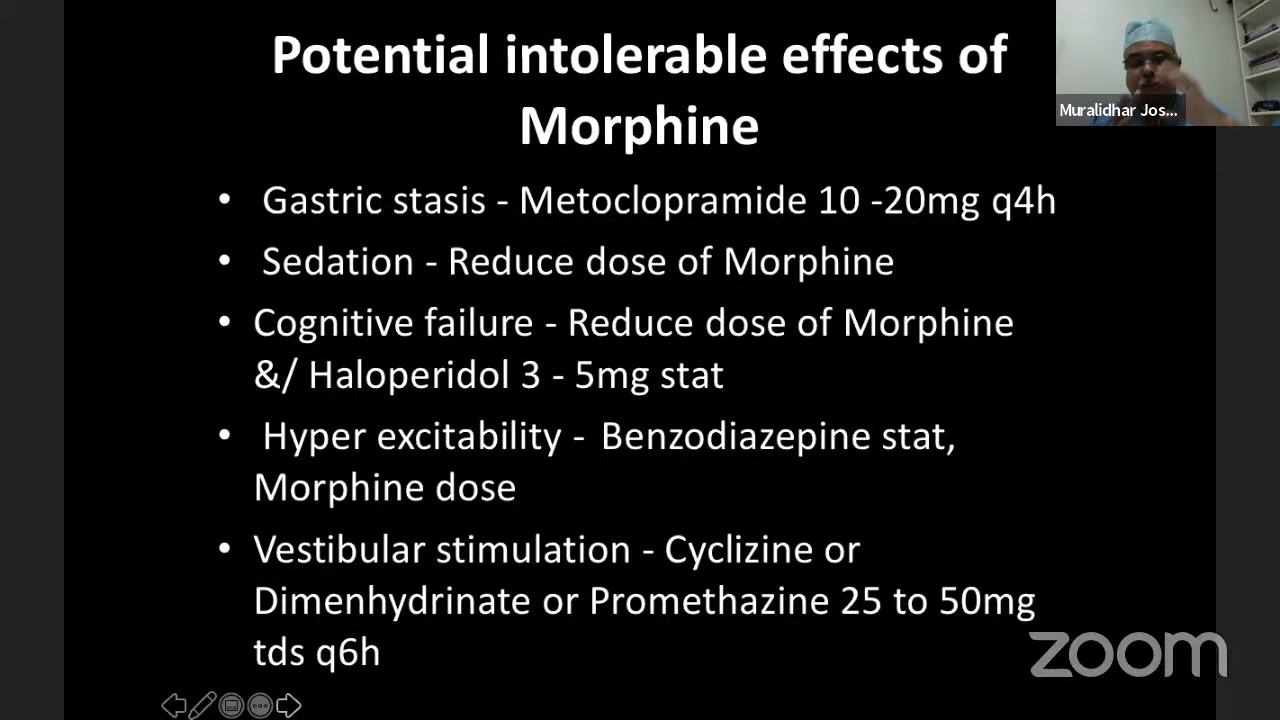 Potential intolerable effects of
Morphine
Muralidhar Jos...
• Gastric stasis - Metoclopramide 10 -20mg q4h
• Sedation - Reduce dose of Morphine
• Cognitive failure - Reduce dose of Morphine
&/ Haloperidol 3 - 5mg stat
• Hyper excitability - Benzodiazepine stat,
Morphine dose
• Vestibular stimulation - Cyclizine or
Dimenhydrinate or Promethazine 25 to 50mg
tds q6h
zoom